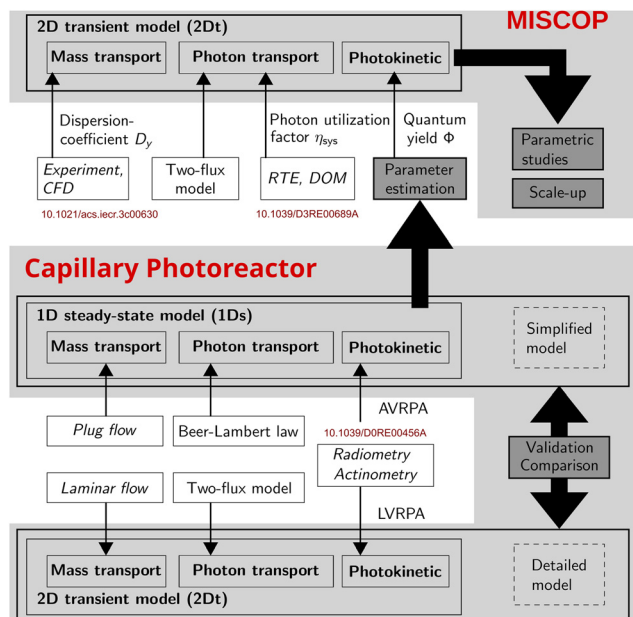 MISCOP
2D transient model (2Dt)
Mass transport
Photon transport
Photokinetic
Dispersion-
coefficient Dy
Photon utilization
factor ηsys
Quantum
yield Φ
Parametric
studies
Scale-up
Experiment,
CFD
Two-flux
model
RTE, DOM
Parameter
estimation
10.1021/acs.iecr.3c00630
10.1039/D3RE00689A
Capillary Photoreactor
1D steady-state model (1Ds)
Mass transport
Photon transport
Photokinetic
Simplified
model
AVRPA
Plug flow
Beer-Lambert law
10.1039/D0RE00456A
Radiometry
Actinometry
Validation
Comparison
Laminar flow
Two-flux model
LVRPA
Mass transport
Photon transport
Photokinetic
Detailed
model
2D transient model (2Dt)